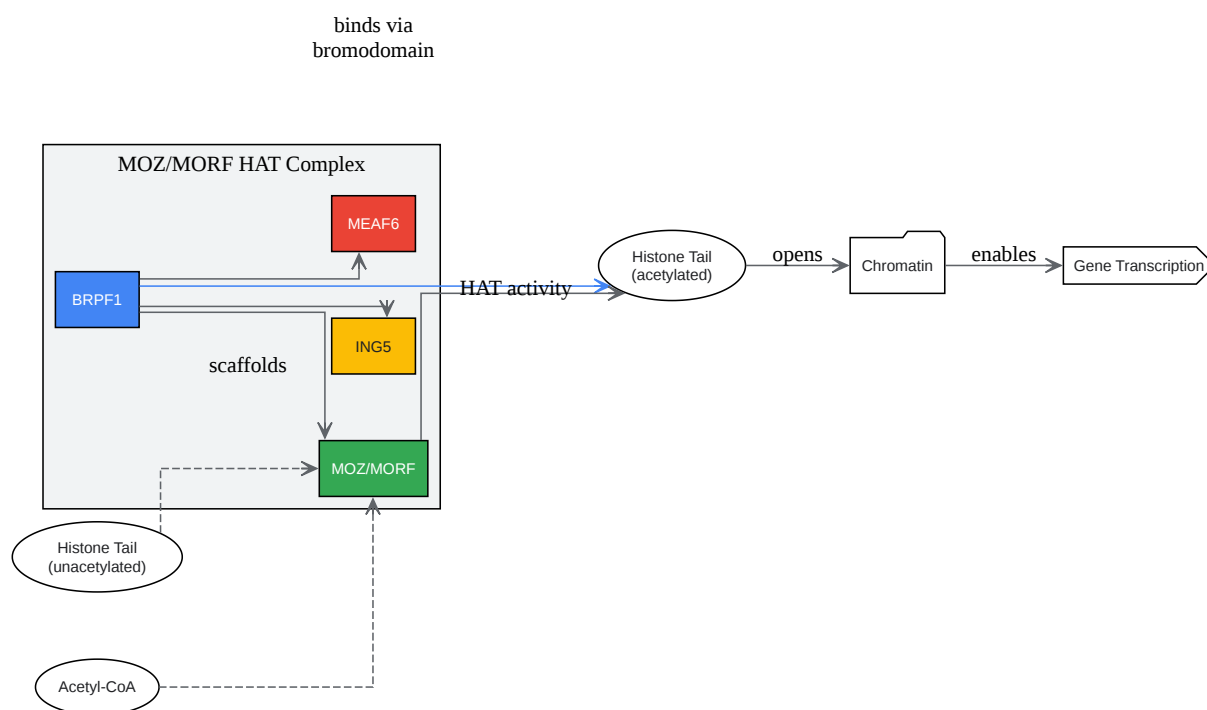 binds via
bromodomain
MOZ/MORF HAT Complex
MEAF6
BRPF1
HAT activity
ING5
scaffolds
MOZ/MORF
Histone Tail
(acetylated)
opens
Chromatin
enables
Gene Transcription
Histone Tail
(unacetylated)
Acetyl-CoA